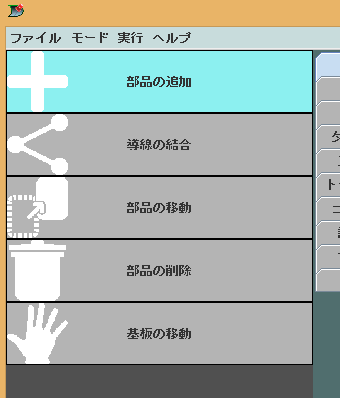 ファイル モード 実行 ヘルプ
部品の追加
導線の結合
部品の移動
部品の削除
基板の移動